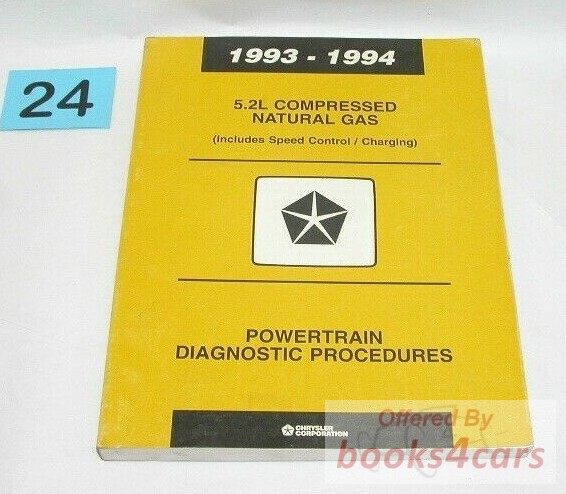 1993 - 1994
24
5.2L COMPRESSED
NATURAL GAS
(Includes Speed Control / Charging)
POWERTRAIN
DIAGNOSTIC PROCEDURES
CHRYSLER
CORPORATION
Offered By
books4cars